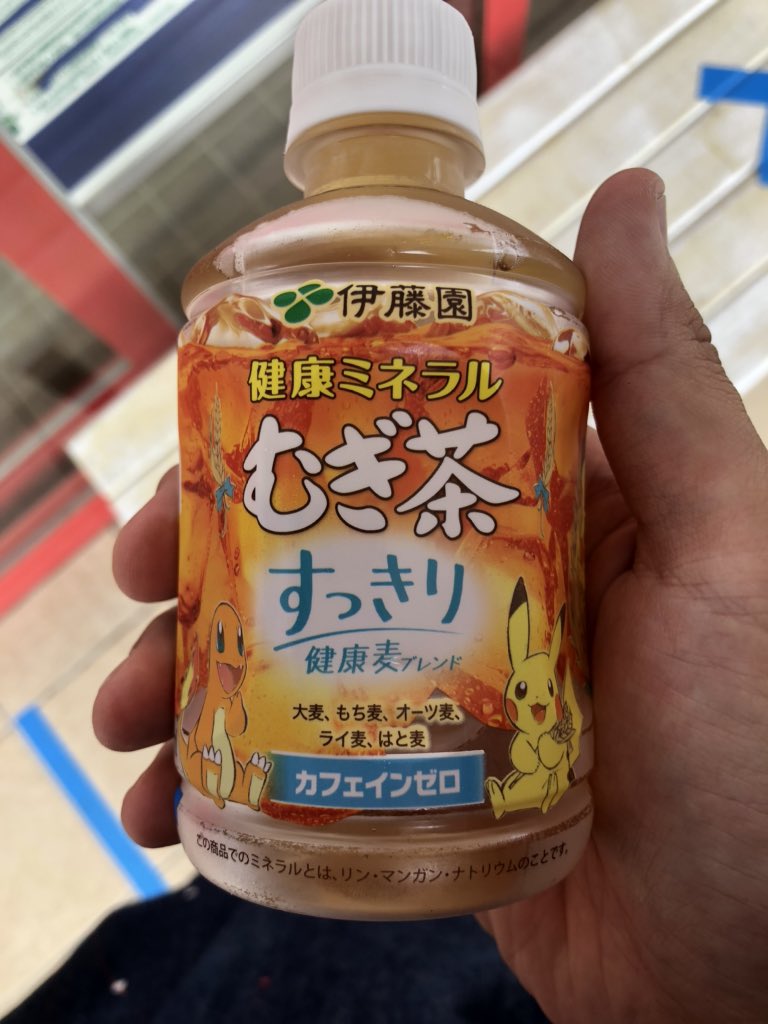 伊藤園
健康ミネラル
むぎ茶
すっきり
健康麦ブレンド
大麦、もち麦、オーツ麦、
ライ麦、はと麦
カフェインゼロ
この商品でのミネラルとは、リン・マンガン・ナトリウムのことです。